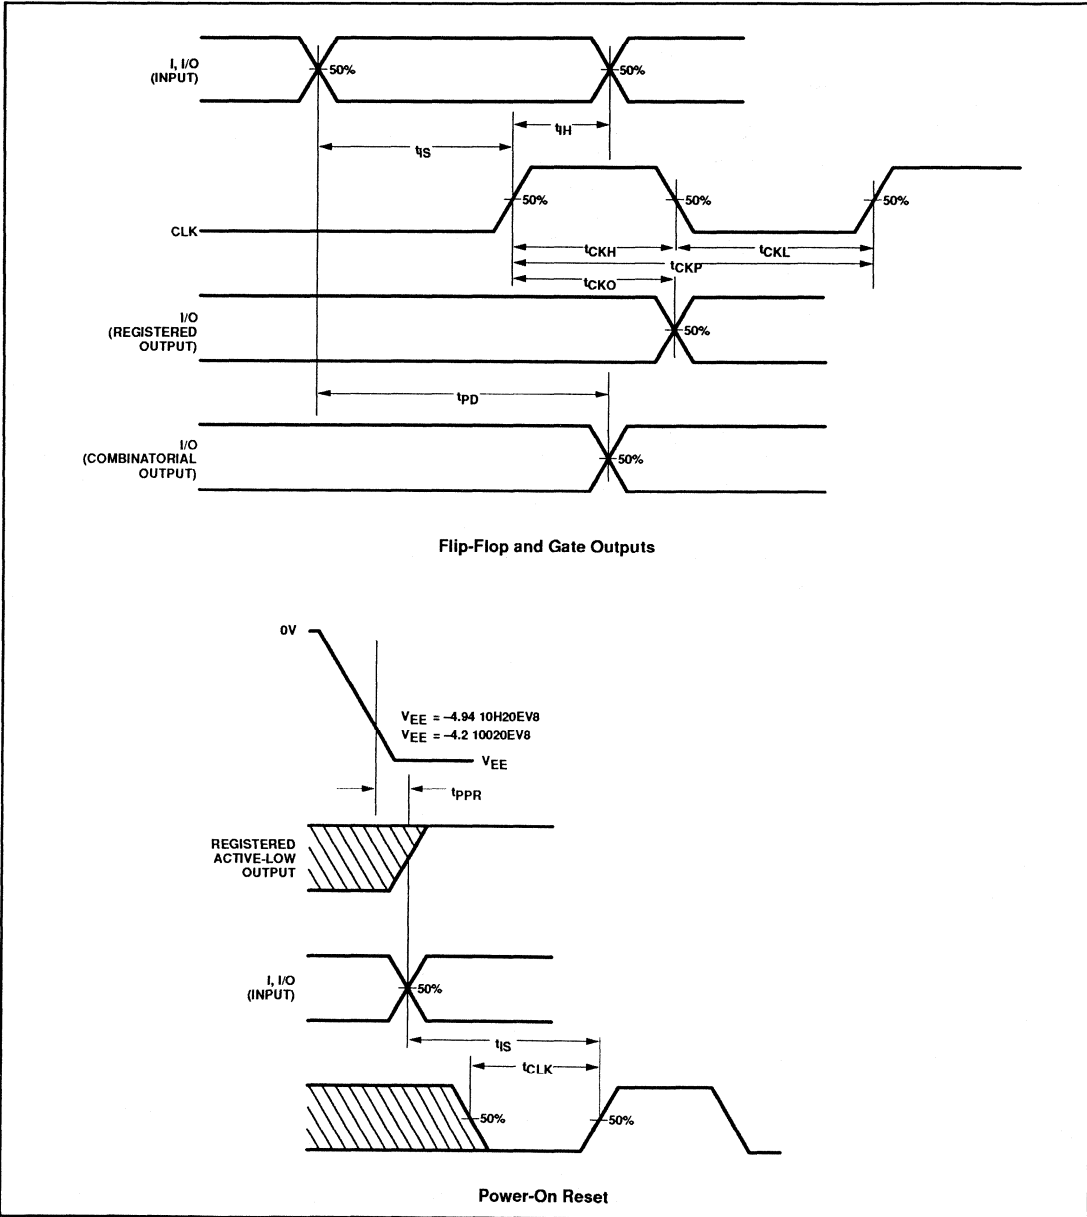 I, I/O
(INPUT)
50%
50%
tIH
tIS
CLK
50%
50%
50%
tCKH
tCKL
tCKP
tCKO
I/O
(REGISTERED
OUTPUT)
50%
tPD
I/O
(COMBINATORIAL
OUTPUT)
50%
Flip-Flop and Gate Outputs
0V
VEE = –4.94 10H20EV8
VEE = –4.2 10020EV8
VEE
tPPR
REGISTERED
ACTIVE-LOW
OUTPUT
I, I/O
(INPUT)
50%
tIS
tCLK
50%
50%
Power-On Reset